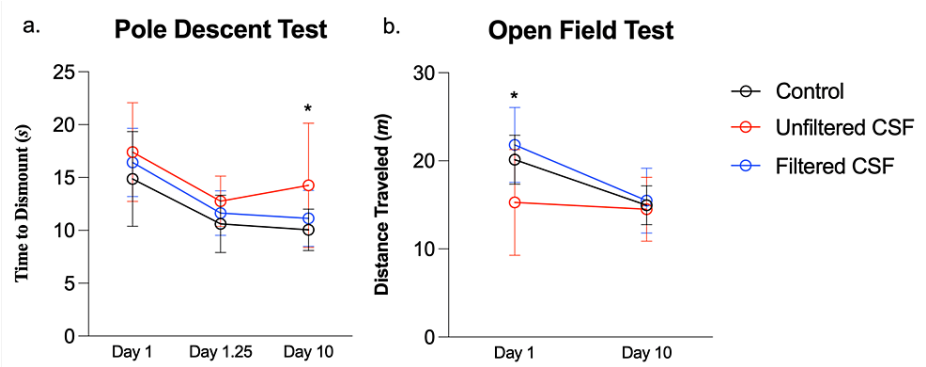 a.
Pole Descent Test
Time to Dismount (s)
25
20
15
10
5
0
*
Day 1
Day 1.25
Day 10
b.
Open Field Test
Distance Traveled (m)
30
20
10
0
*
Day 1
Day 10
Control
Unfiltered CSF
Filtered CSF